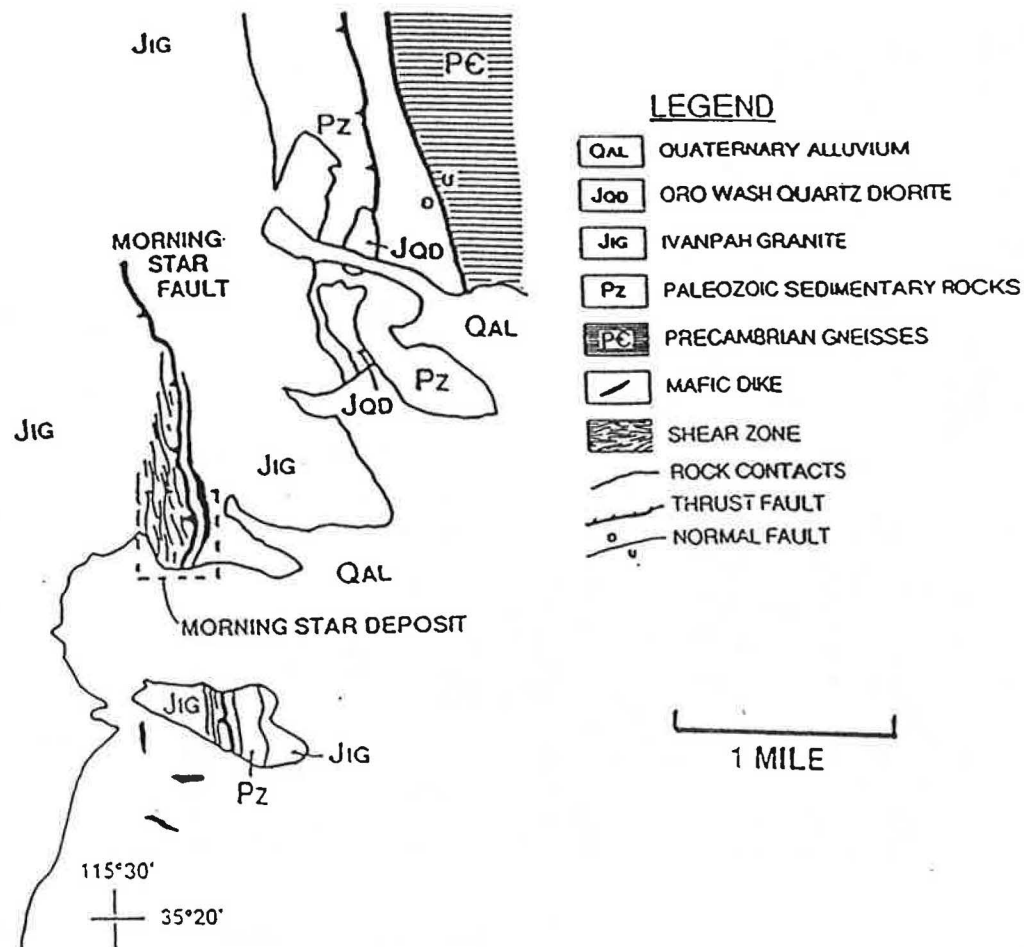 JIG
PЄ
PZ
U
O
JQD
MORNING
STAR
FAULT
QAL
PZ
JQD
JIG
JIG
QAL
MORNING STAR DEPOSIT
JIG
JIG
PZ
115°30'
35°20'
LEGEND
QAL QUATERNARY ALLUVIUM
JQD ORO WASH QUARTZ DIORITE
JIG IVANPAH GRANITE
PZ PALEOZOIC SEDIMENTARY ROCKS
PЄ PRECAMBRIAN GNEISSES
MAFIC DIKE
SHEAR ZONE
ROCK CONTACTS
THRUST FAULT
O U NORMAL FAULT
1 MILE